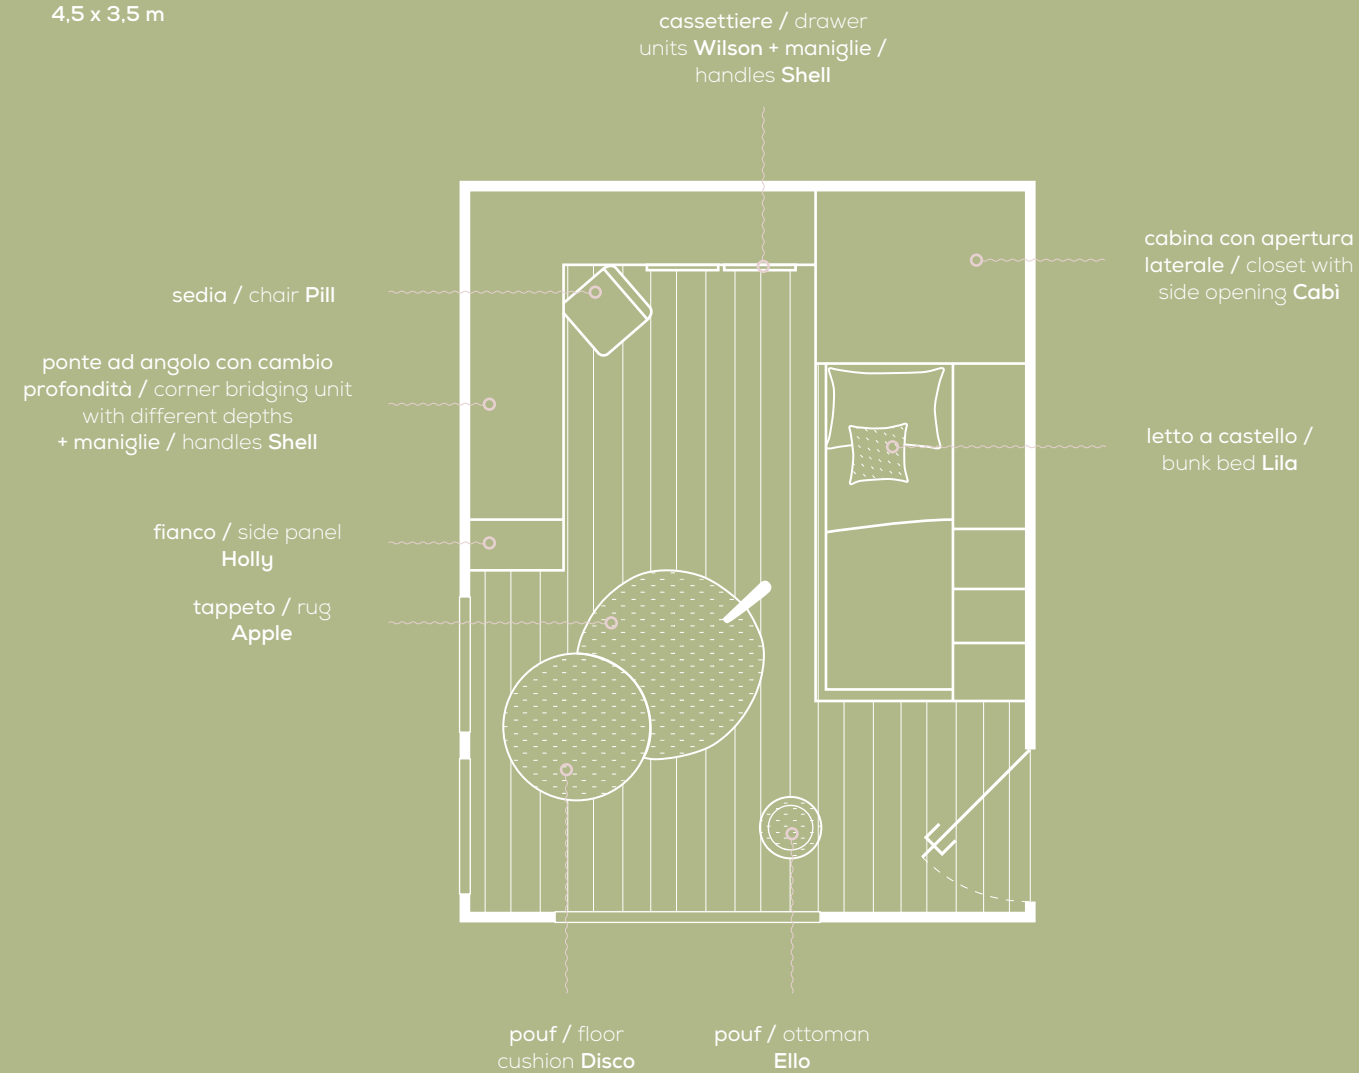 4,5 x 3,5 m
cassettiere / drawer
units Wilson + maniglie /
handles Shell
cabina con apertura
laterale / closet with
side opening Cabì
sedia / chair Pill
ponte ad angolo con cambio
profondità / corner bridging unit
with different depths
+ maniglie / handles Shell
letto a castello /
bunk bed Lila
fianco / side panel
Holly
tappeto / rug
Apple
pouf / floor
cushion Disco
pouf / ottoman
Ello